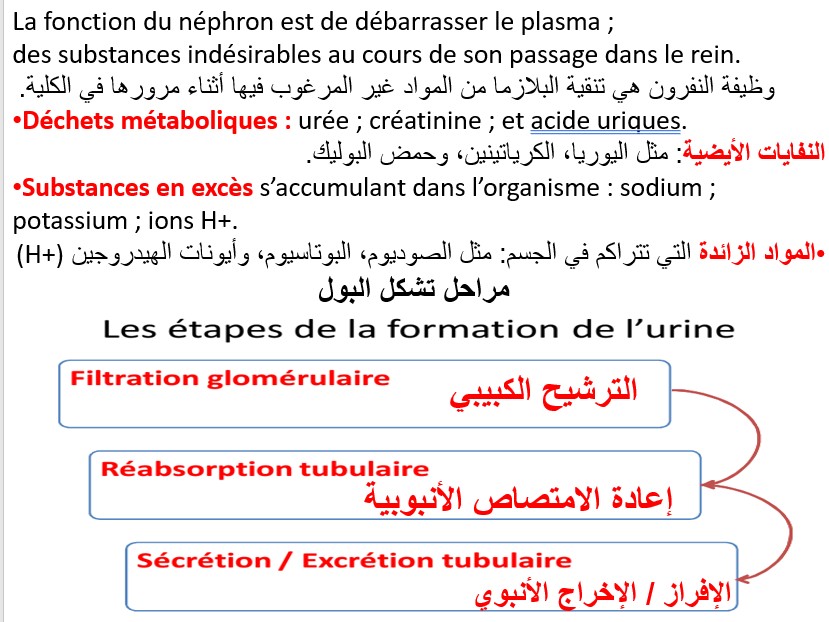 La fonction du néphron est de débarrasser le plasma ;
des substances indésirables au cours de son passage dans le rein.
وظيفة النفرون هي تنقية البلازما من المواد غير المرغوب فيها أثناء مرورها في الكلية.
•Déchets métaboliques : urée ; créatinine ; et acide uriques.
النفايات الأيضية: مثل اليوريا، الكرياتينين، وحمض البوليك.
•Substances en excès s’accumulant dans l’organisme : sodium ;
potassium ; ions H+.
•المواد الزائدة التي تتراكم في الجسم: مثل الصوديوم، البوتاسيوم، وأيونات الهيدروجين (H+)
مراحل تشكل البول
Les étapes de la formation de l’urine
Filtration glomérulaire
الترشيح الكبيبي
Réabsorption tubulaire
إعادة الامتصاص الأنبوبية
Sécrétion / Excrétion tubulaire
الإفراز / الإخراج الأنبوي